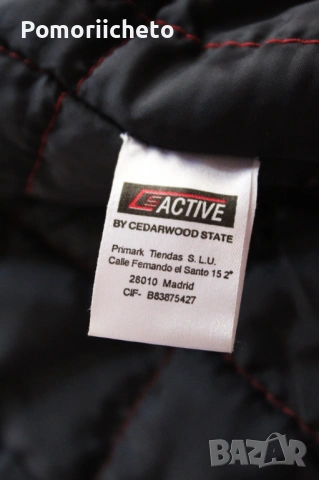 Pomoriicheto
ACTIVE
BY CEDARWOOD STATE
Primark Tiendas S.L.U.
Calle Fernando el Santo 15 2°
28010 Madrid
CIF- B83875427
BAZAR